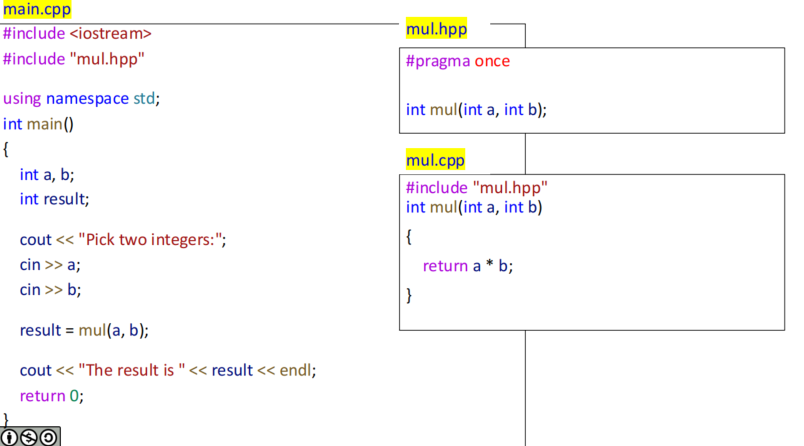 main.cpp
#include <iostream>
#include "mul.hpp"
using namespace std;
int main()
{
int a, b;
int result;
cout << "Pick two integers:";
cin >> a;
cin >> b;
result = mul(a, b);
cout << "The result is " << result << endl;
return 0;
}
mul.hpp
#pragma once
int mul(int a, int b);
mul.cpp
#include "mul.hpp"
int mul(int a, int b)
{
return a * b;
}